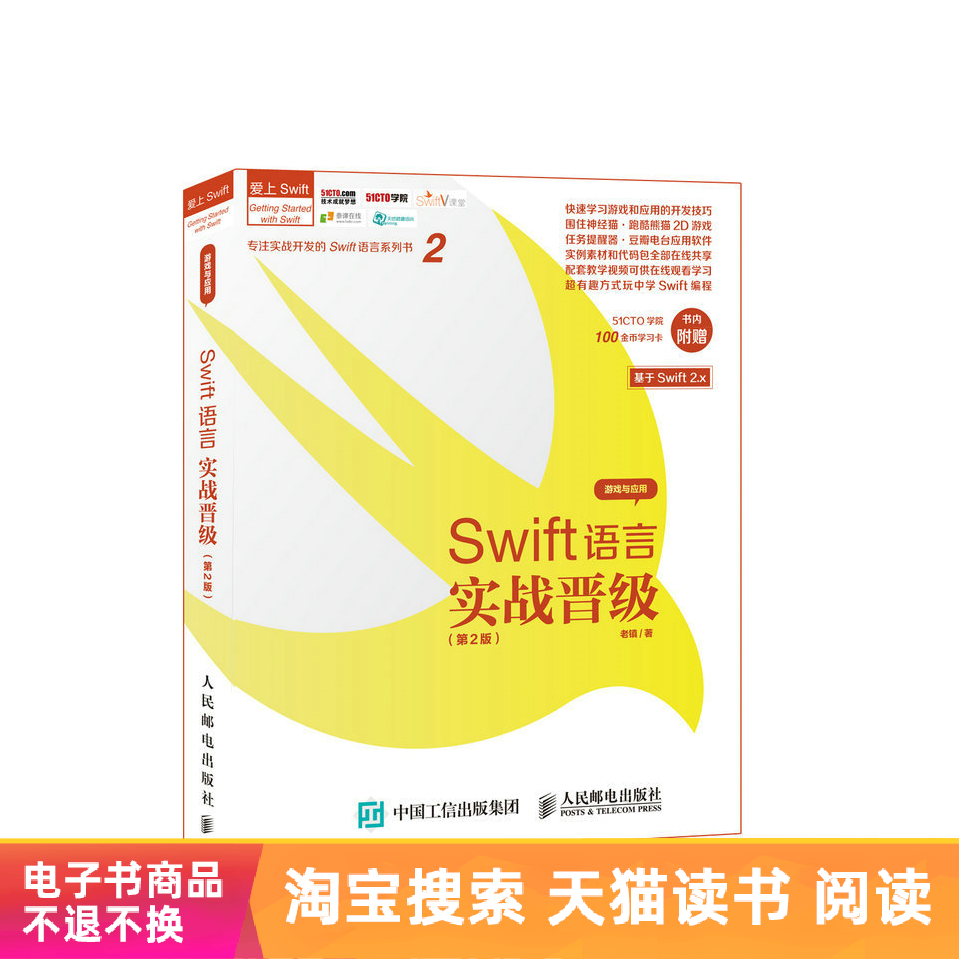 爱上 Swift
Getting Started
with Swift
游戏与应用
Swift 语言
实战晋级
(第2版)
人民邮电出版社
爱上 Swift
Getting Started
with Swift
51CTO.com
技术成就梦想
51CTO学院
SwiftV课堂
泰课在线
专注实战开发的 Swift 语言系列书 2
快速学习游戏和应用的开发技巧
围住神经猫·跑酷熊猫 2D 游戏
任务提醒器·豆瓣电台应用软件
实例素材和代码包全部在线共享
配套教学视频可供在线观看学习
超有趣方式玩中学 Swift 编程
51CTO 学院
100 金币学习卡
书内
附赠
基于 Swift 2.x
游戏与应用
Swift 语言
实战晋级
(第2版)
老镇/著
中国工信出版集团
人民邮电出版社
POSTS & TELECOM PRESS
电子书商品
不退不换
淘宝搜索 天猫读书 阅读